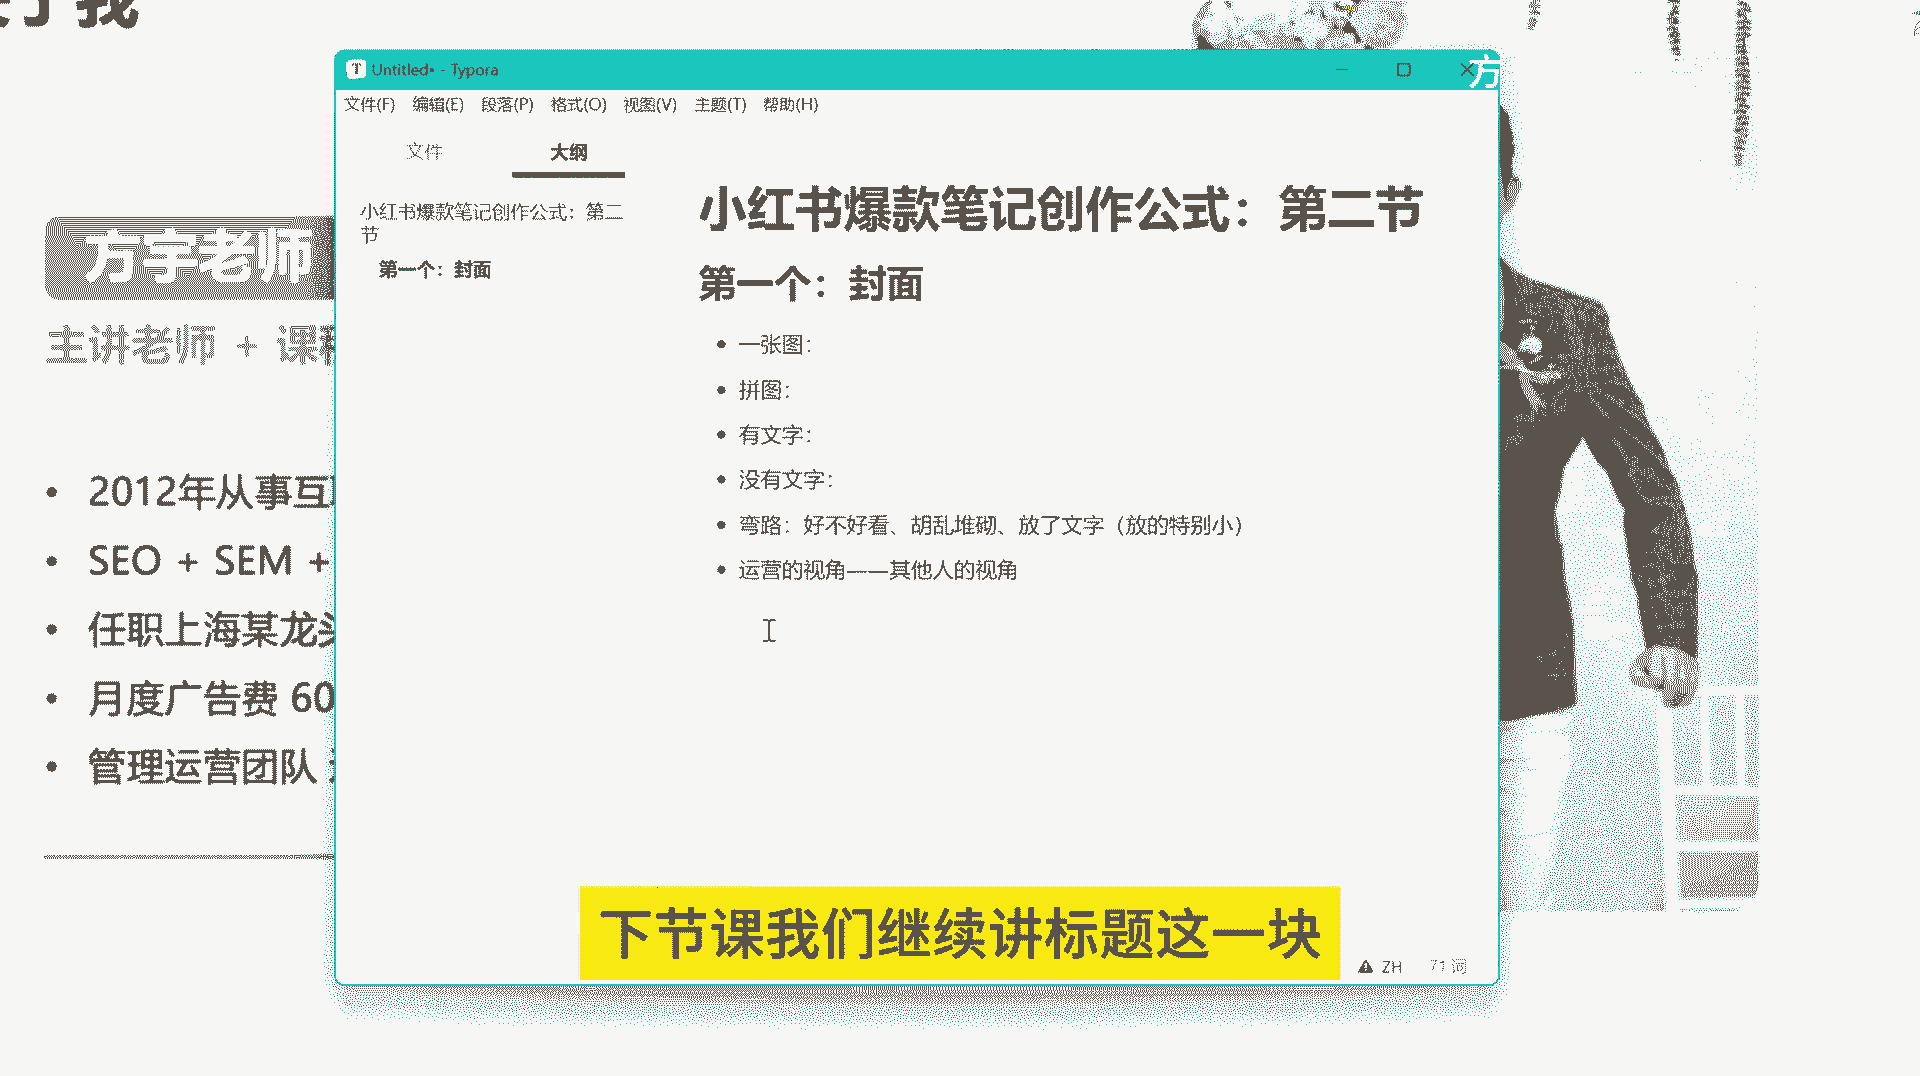 我
Untitled• - Typora
方
文件(F) 编辑(E) 段落(P) 格式(O) 视图(V) 主题(T) 帮助(H)
文件 大纲
小红书爆款笔记创作公式：第二
节
第一个：封面
小红书爆款笔记创作公式：第二节
第一个：封面
一张图：
拼图：
有文字：
没有文字：
弯路：好不好看、胡乱堆砌、放了文字（放的特别小）
运营的视角——其他人的视角
方宇老师
主讲老师 + 课程
2012年从事互
SEO + SEM +
任职上海某龙头
月度广告费 60
管理运营团队
下节课我们继续讲标题这一块
ZH 71 词